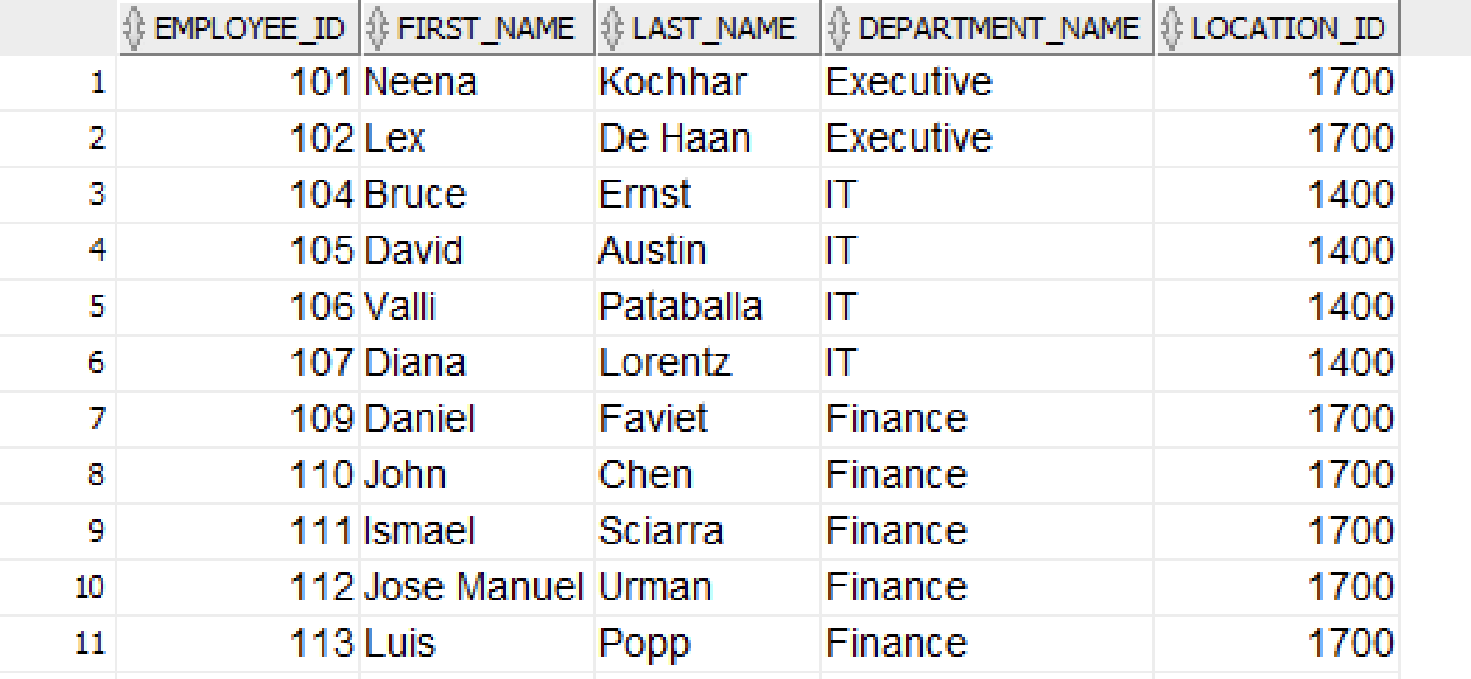 EMPLOYEE_ID FIRST_NAME LAST_NAME DEPARTMENT_NAME LOCATION_ID
1 101 Neena Kochhar Executive 1700
2 102 Lex De Haan Executive 1700
3 104 Bruce Ernst IT 1400
4 105 David Austin IT 1400
5 106 Valli Pataballa IT 1400
6 107 Diana Lorentz IT 1400
7 109 Daniel Faviet Finance 1700
8 110 John Chen Finance 1700
9 111 Ismael Sciarra Finance 1700
10 112 Jose Manuel Urman Finance 1700
11 113 Luis Popp Finance 1700